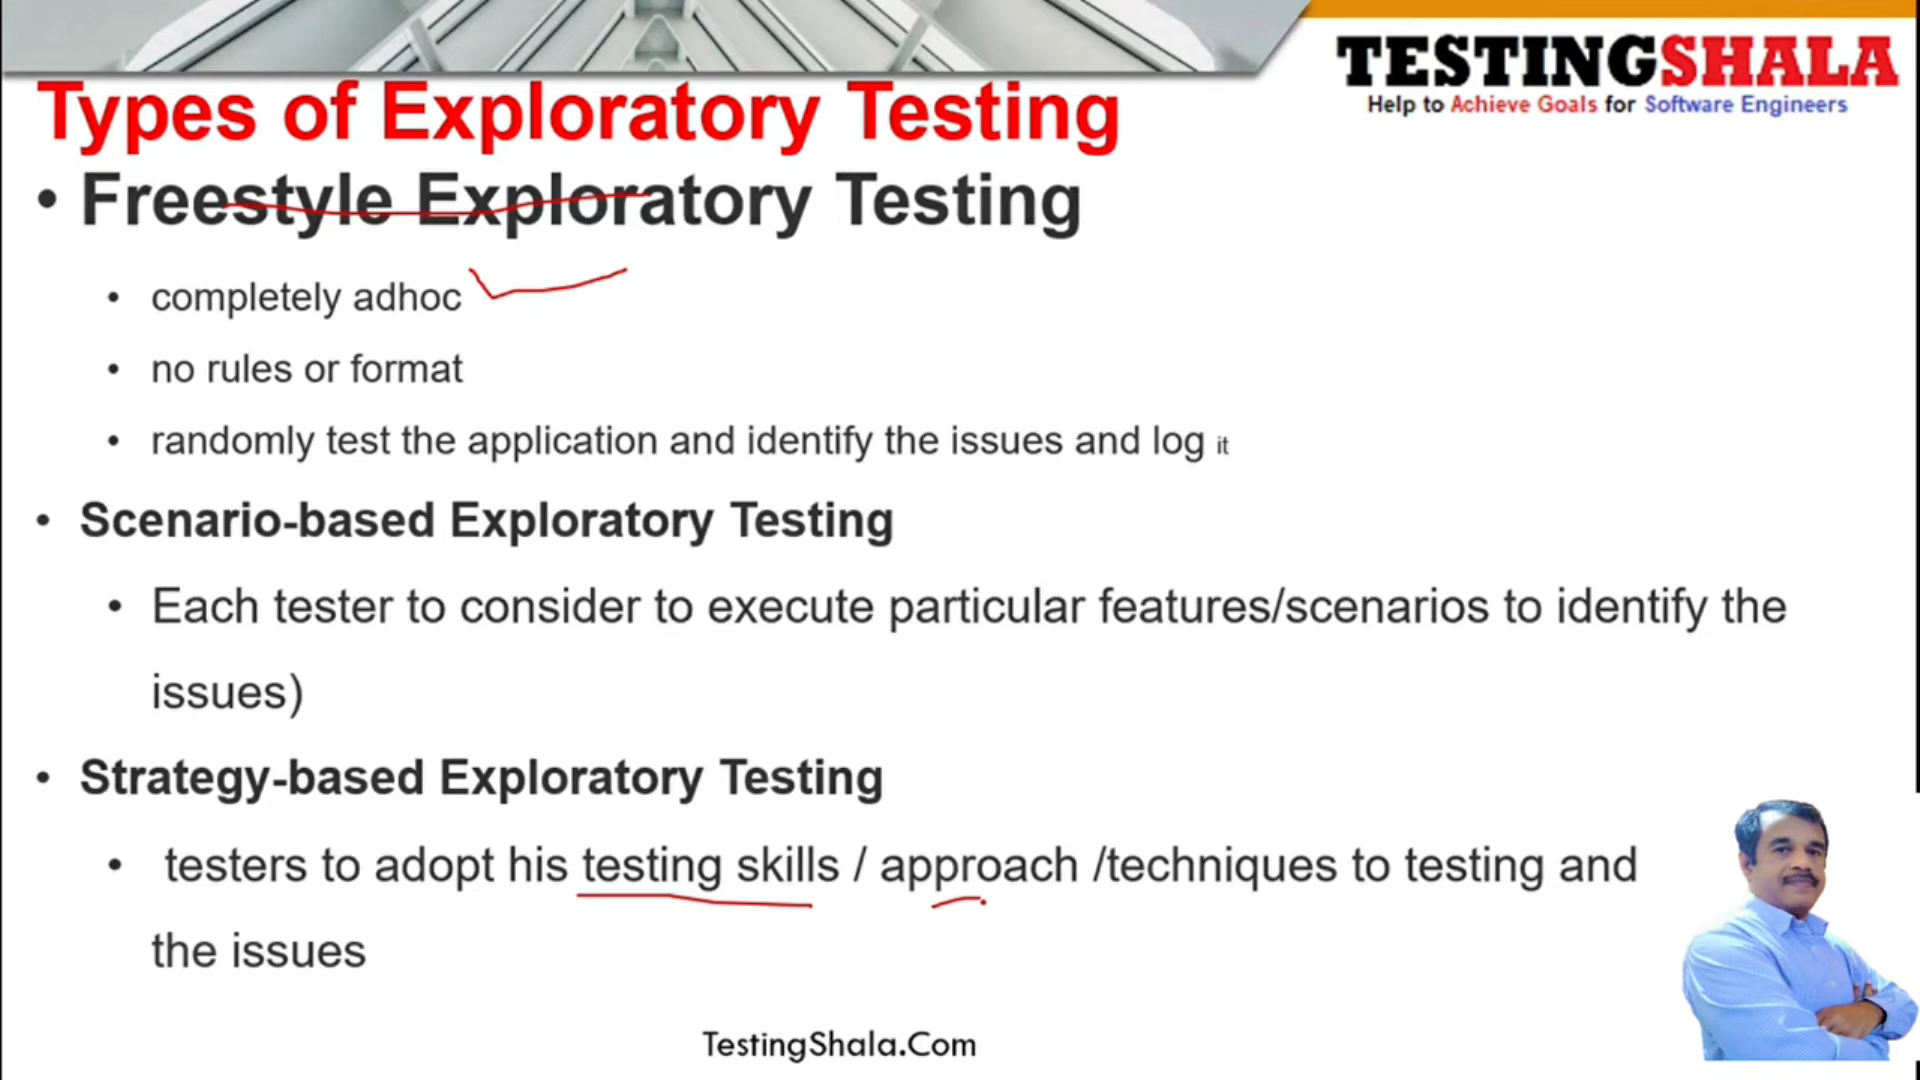 TESTINGSHALA
Help to Achieve Goals for Software Engineers
Types of Exploratory Testing
• Freestyle Exploratory Testing
• completely adhoc
• no rules or format
• randomly test the application and identify the issues and log it
• Scenario-based Exploratory Testing
• Each tester to consider to execute particular features/scenarios to identify the
issues)
• Strategy-based Exploratory Testing
• testers to adopt his testing skills / approach /techniques to testing and
the issues
TestingShala.Com